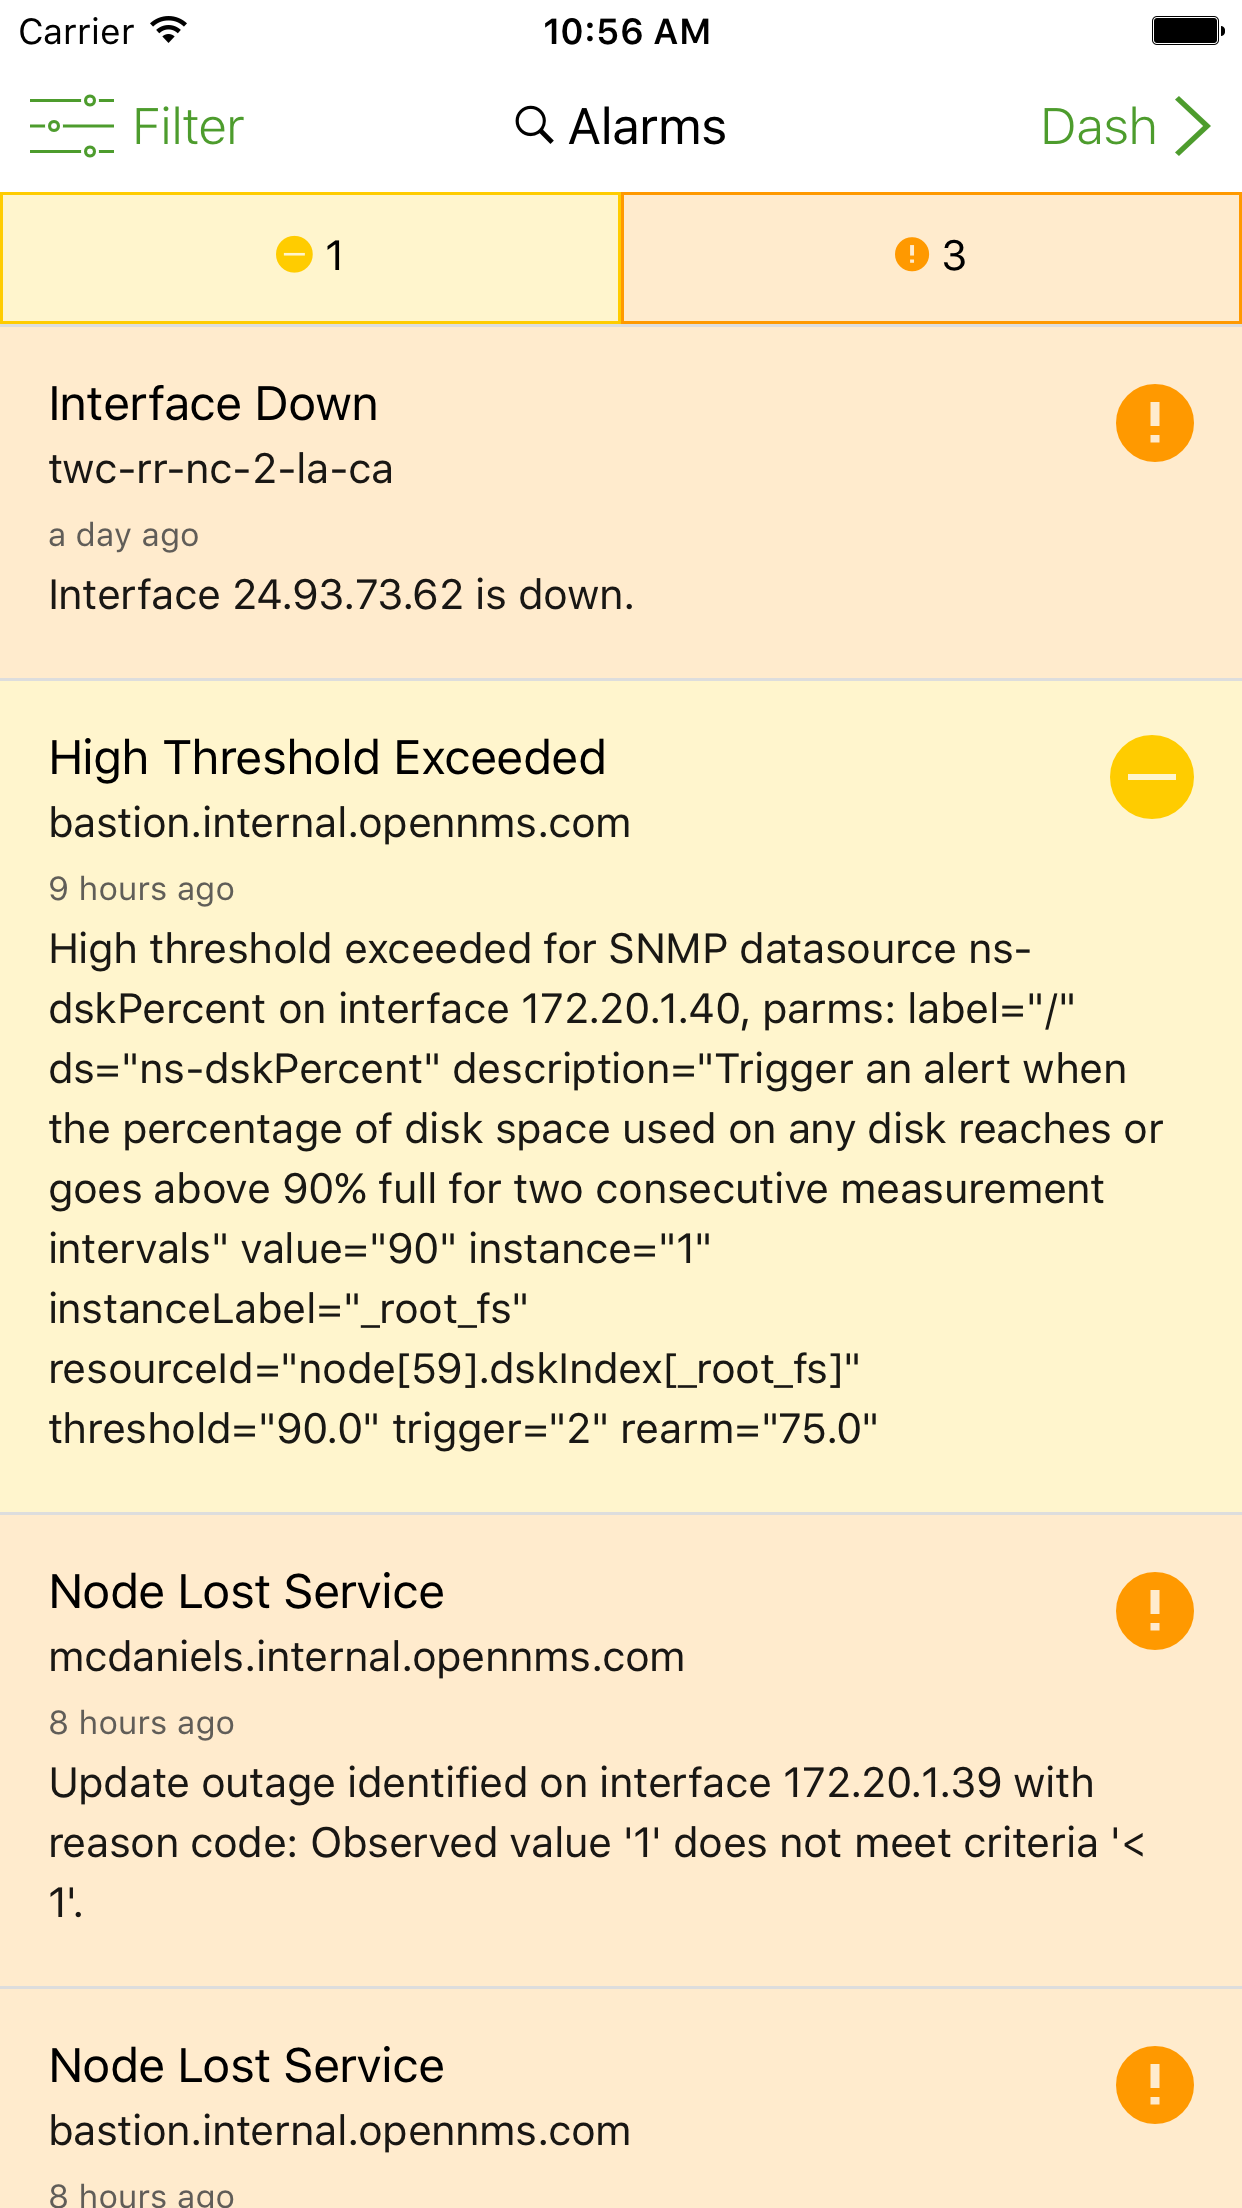 Carrier 10:56 AM
Filter Alarms Dash
1 3
Interface Down
twc-rr-nc-2-la-ca
a day ago
Interface 24.93.73.62 is down.
High Threshold Exceeded
bastion.internal.opennms.com
9 hours ago
High threshold exceeded for SNMP datasource ns-
dskPercent on interface 172.20.1.40, parms: label="/"
ds="ns-dskPercent" description="Trigger an alert when
the percentage of disk space used on any disk reaches or
goes above 90% full for two consecutive measurement
intervals" value="90" instance="1"
instanceLabel="_root_fs"
resourceId="node[59].dskIndex[_root_fs]"
threshold="90.0" trigger="2" rearm="75.0"
Node Lost Service
mcdaniels.internal.opennms.com
8 hours ago
Update outage identified on interface 172.20.1.39 with
reason code: Observed value '1' does not meet criteria '<
1'.
Node Lost Service
bastion.internal.opennms.com
8 hours ago